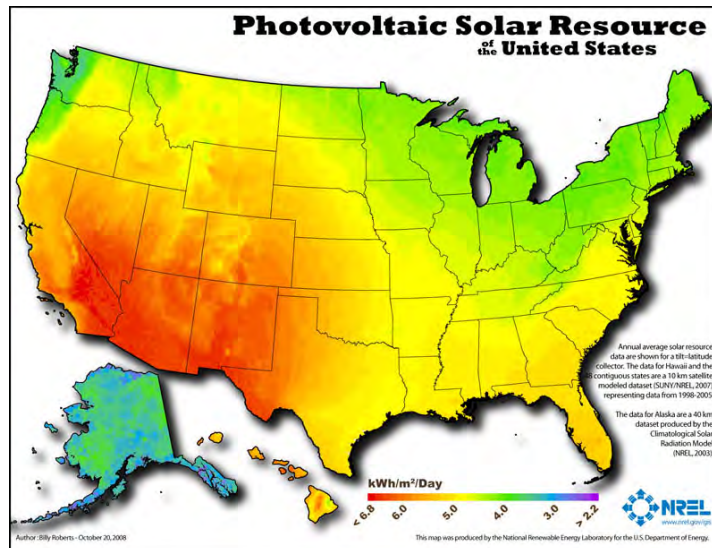 Photovoltaic Solar Resource
of the United States
Annual average solar resource
data are shown for a tilt=latitude
collector. The data for Hawaii and the
48 contiguous states are a 10 km satellite
modeled dataset (SUNY/NREL, 2007)
representing data from 1998-2005.
The data for Alaska are a 40 km
dataset produced by the
Climatological Solar
Radiation Model
(NREL, 2003).
kWh/m²/Day
< 6.8 6.0 5.0 4.0 3.0 > 2.2
NREL
www.nrel.gov/gis
Author: Billy Roberts - October 20, 2008
This map was produced by the National Renewable Energy Laboratory for the U.S. Department of Energy.